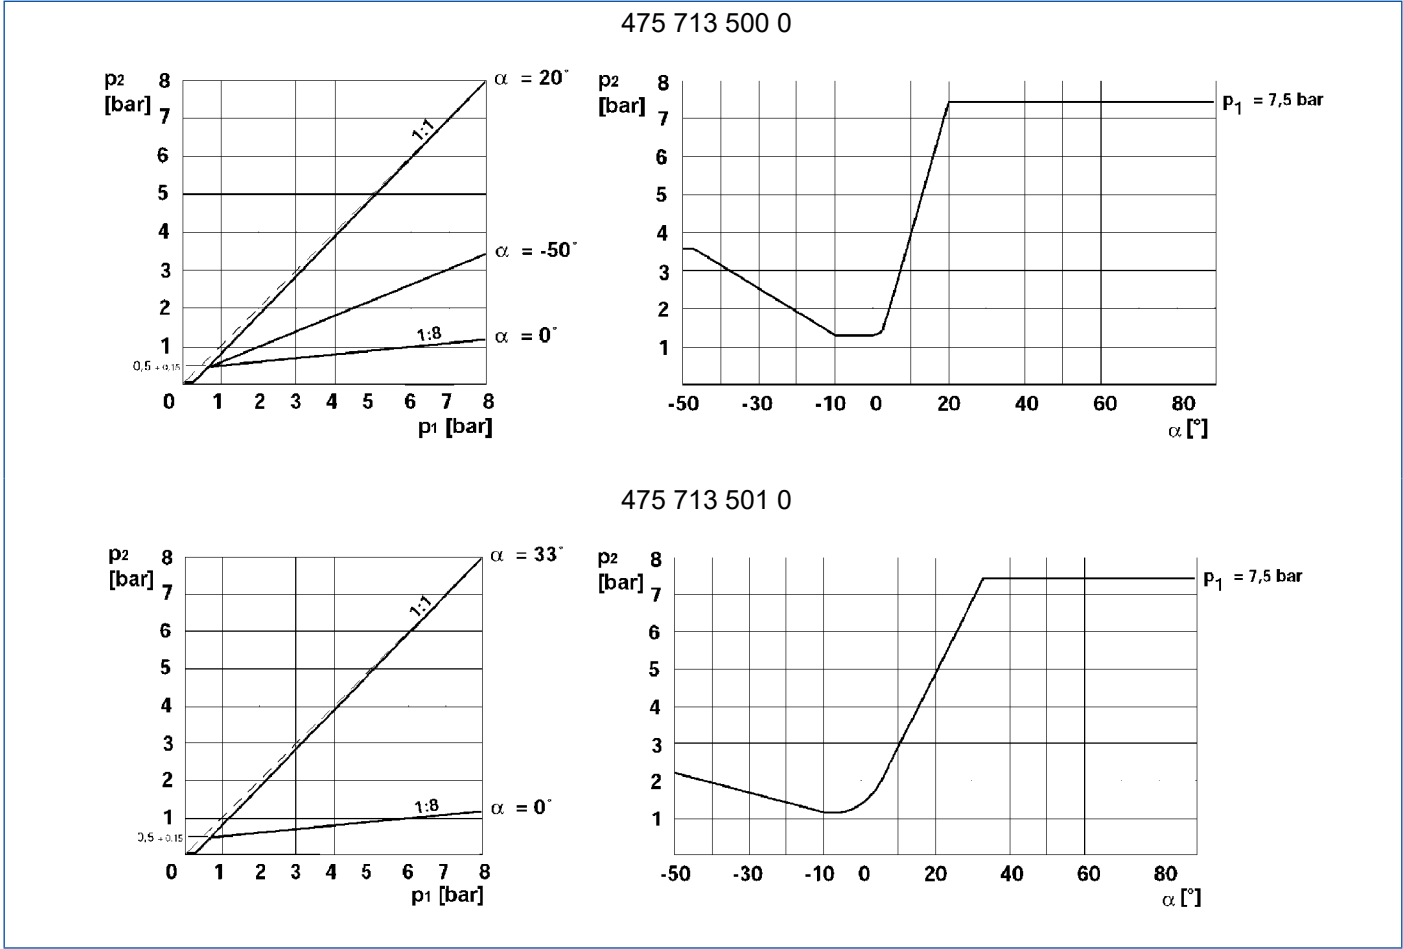 475 713 500 0
p2
[bar]
8
7
6
5
4
3
2
1
0,5 + 0,15
0 1 2 3 4 5 6 7 8
p1 [bar]
α = 20°
1:1
α = -50°
1:8
α = 0°
p2
[bar]
8
7
6
5
4
3
2
1
-50 -30 -10 0 20 40 60 80
α [°]
p1 = 7,5 bar
475 713 501 0
p2
[bar]
8
7
6
5
4
3
2
1
0,5 + 0,15
0 1 2 3 4 5 6 7 8
p1 [bar]
α = 33°
1:1
1:8
α = 0°
p2
[bar]
8
7
6
5
4
3
2
1
-50 -30 -10 0 20 40 60 80
α [°]
p1 = 7,5 bar